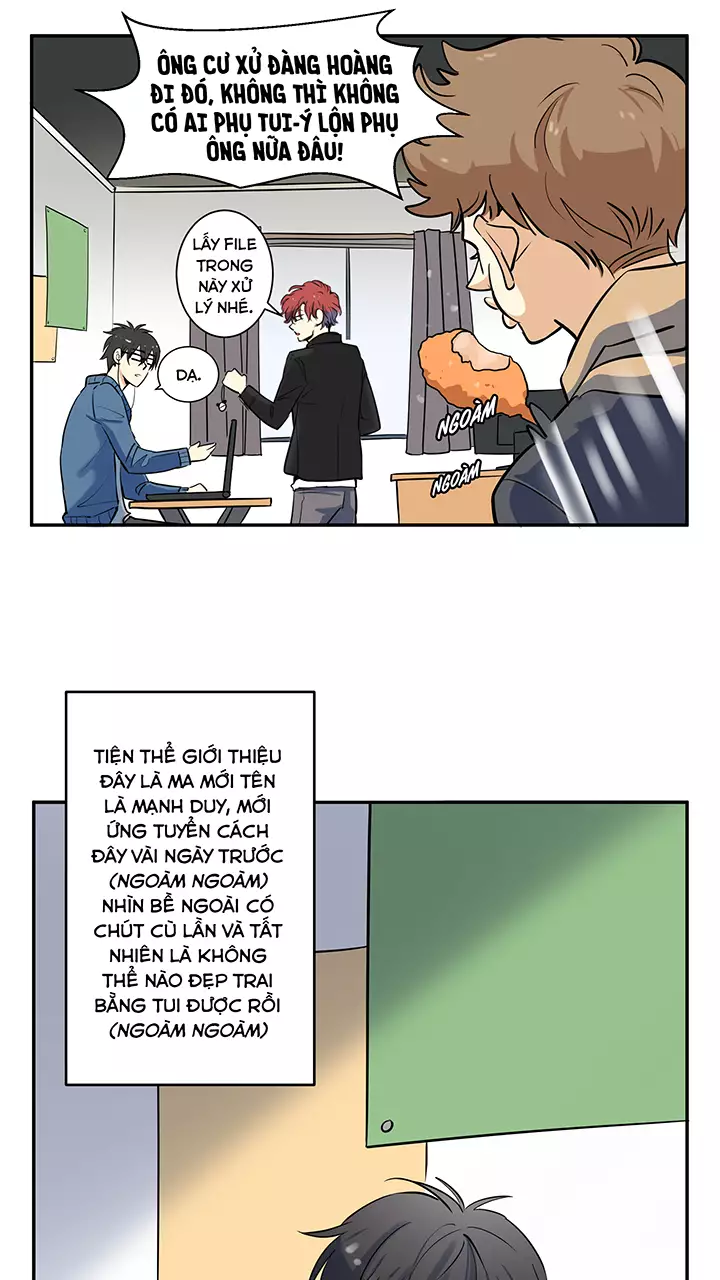 ÔNG CƯ XỬ ĐÀNG HOÀNG
ĐI ĐÓ, KHÔNG THÌ KHÔNG
CÓ AI PHỤ TUI-Ý LỘN PHỤ
ÔNG NỮA ĐÂU!
LẤY FILE
TRONG
NÀY XỬ
LÝ NHÉ.
DẠ.
NGOÀM
NGOÀM
TIỆN THỂ GIỚI THIỆU
ĐÂY LÀ MA MỚI TÊN
LÀ MẠNH DUY, MỚI
ỨNG TUYỂN CÁCH
ĐÂY VÀI NGÀY TRƯỚC
(NGOÀM NGOÀM)
NHÌN BỀ NGOÀI CÓ
CHÚT CÙ LẦN VÀ TẤT
NHIÊN LÀ KHÔNG
THỂ NÀO ĐẸP TRAI
BẰNG TUI ĐƯỢC RỒI
(NGOÀM NGOÀM)